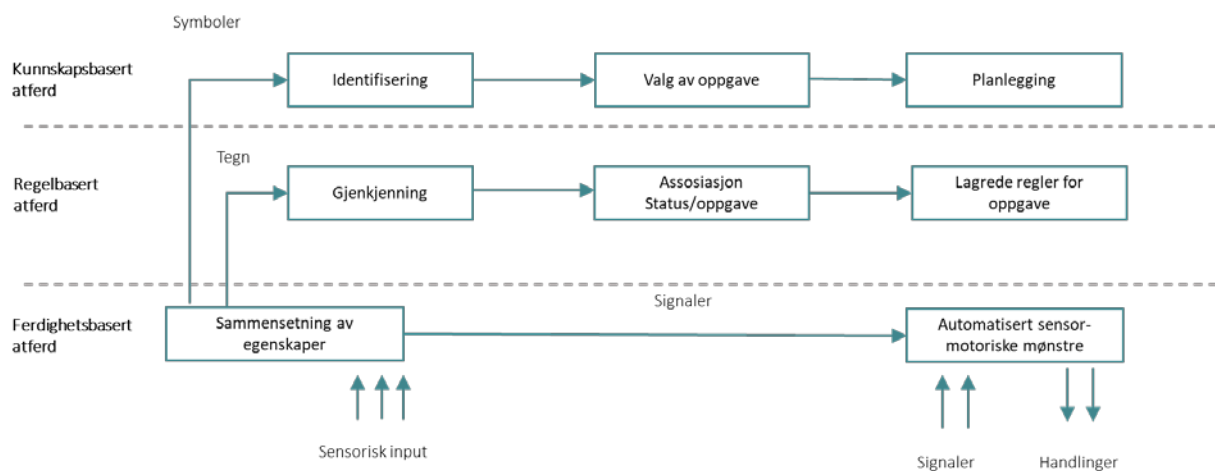 Symboler
Kunnskapsbasert
atferd
Identifisering
Valg av oppgave
Planlegging
Tegn
Regelbasert
atferd
Gjenkjenning
Assosiasjon
Status/oppgave
Lagrede regler for
oppgave
Signaler
Ferdighetsbasert
atferd
Sammensetning av
egenskaper
Automatisert sensor-
motoriske mønstre
Sensorisk input
Signaler
Handlinger